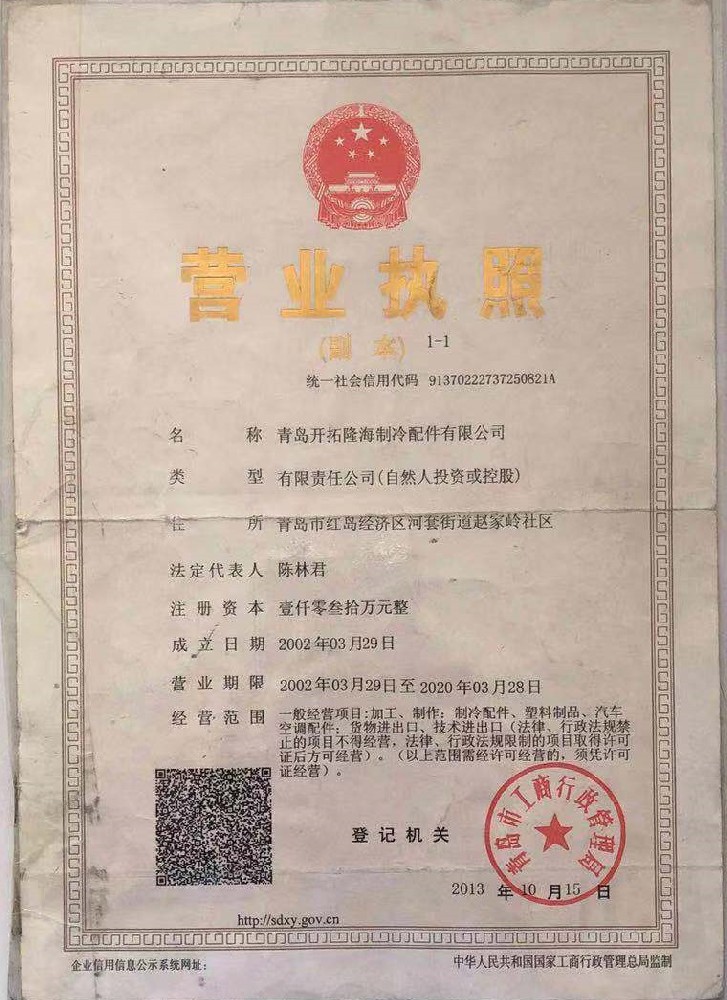 营业执照
(副本) 1-1
统一社会信用代码 91370222737250821A
名称 青岛开拓隆海制冷配件有限公司
类型 有限责任公司(自然人投资或控股)
住所 青岛市红岛经济区河套街道赵家岭社区
法定代表人 陈林君
注册资本 壹仟零叁拾万元整
成立日期 2002年03月29日
营业期限 2002年03月29日至2020年03月28日
经营范围 一般经营项目:加工、制作：制冷配件、塑料制品、汽车
空调配件；货物进出口、技术进出口（法律、行政法规禁
止的项目不得经营，法律、行政法规限制的项目取得许可
证后方可经营）。（以上范围需经许可经营的，须凭许可
证经营）。
登记机关
青岛市工商行政管理局
2013年10月15日
http://sdxy.gov.cn
企业信用信息公示系统网址：
中华人民共和国国家工商行政管理总局监制